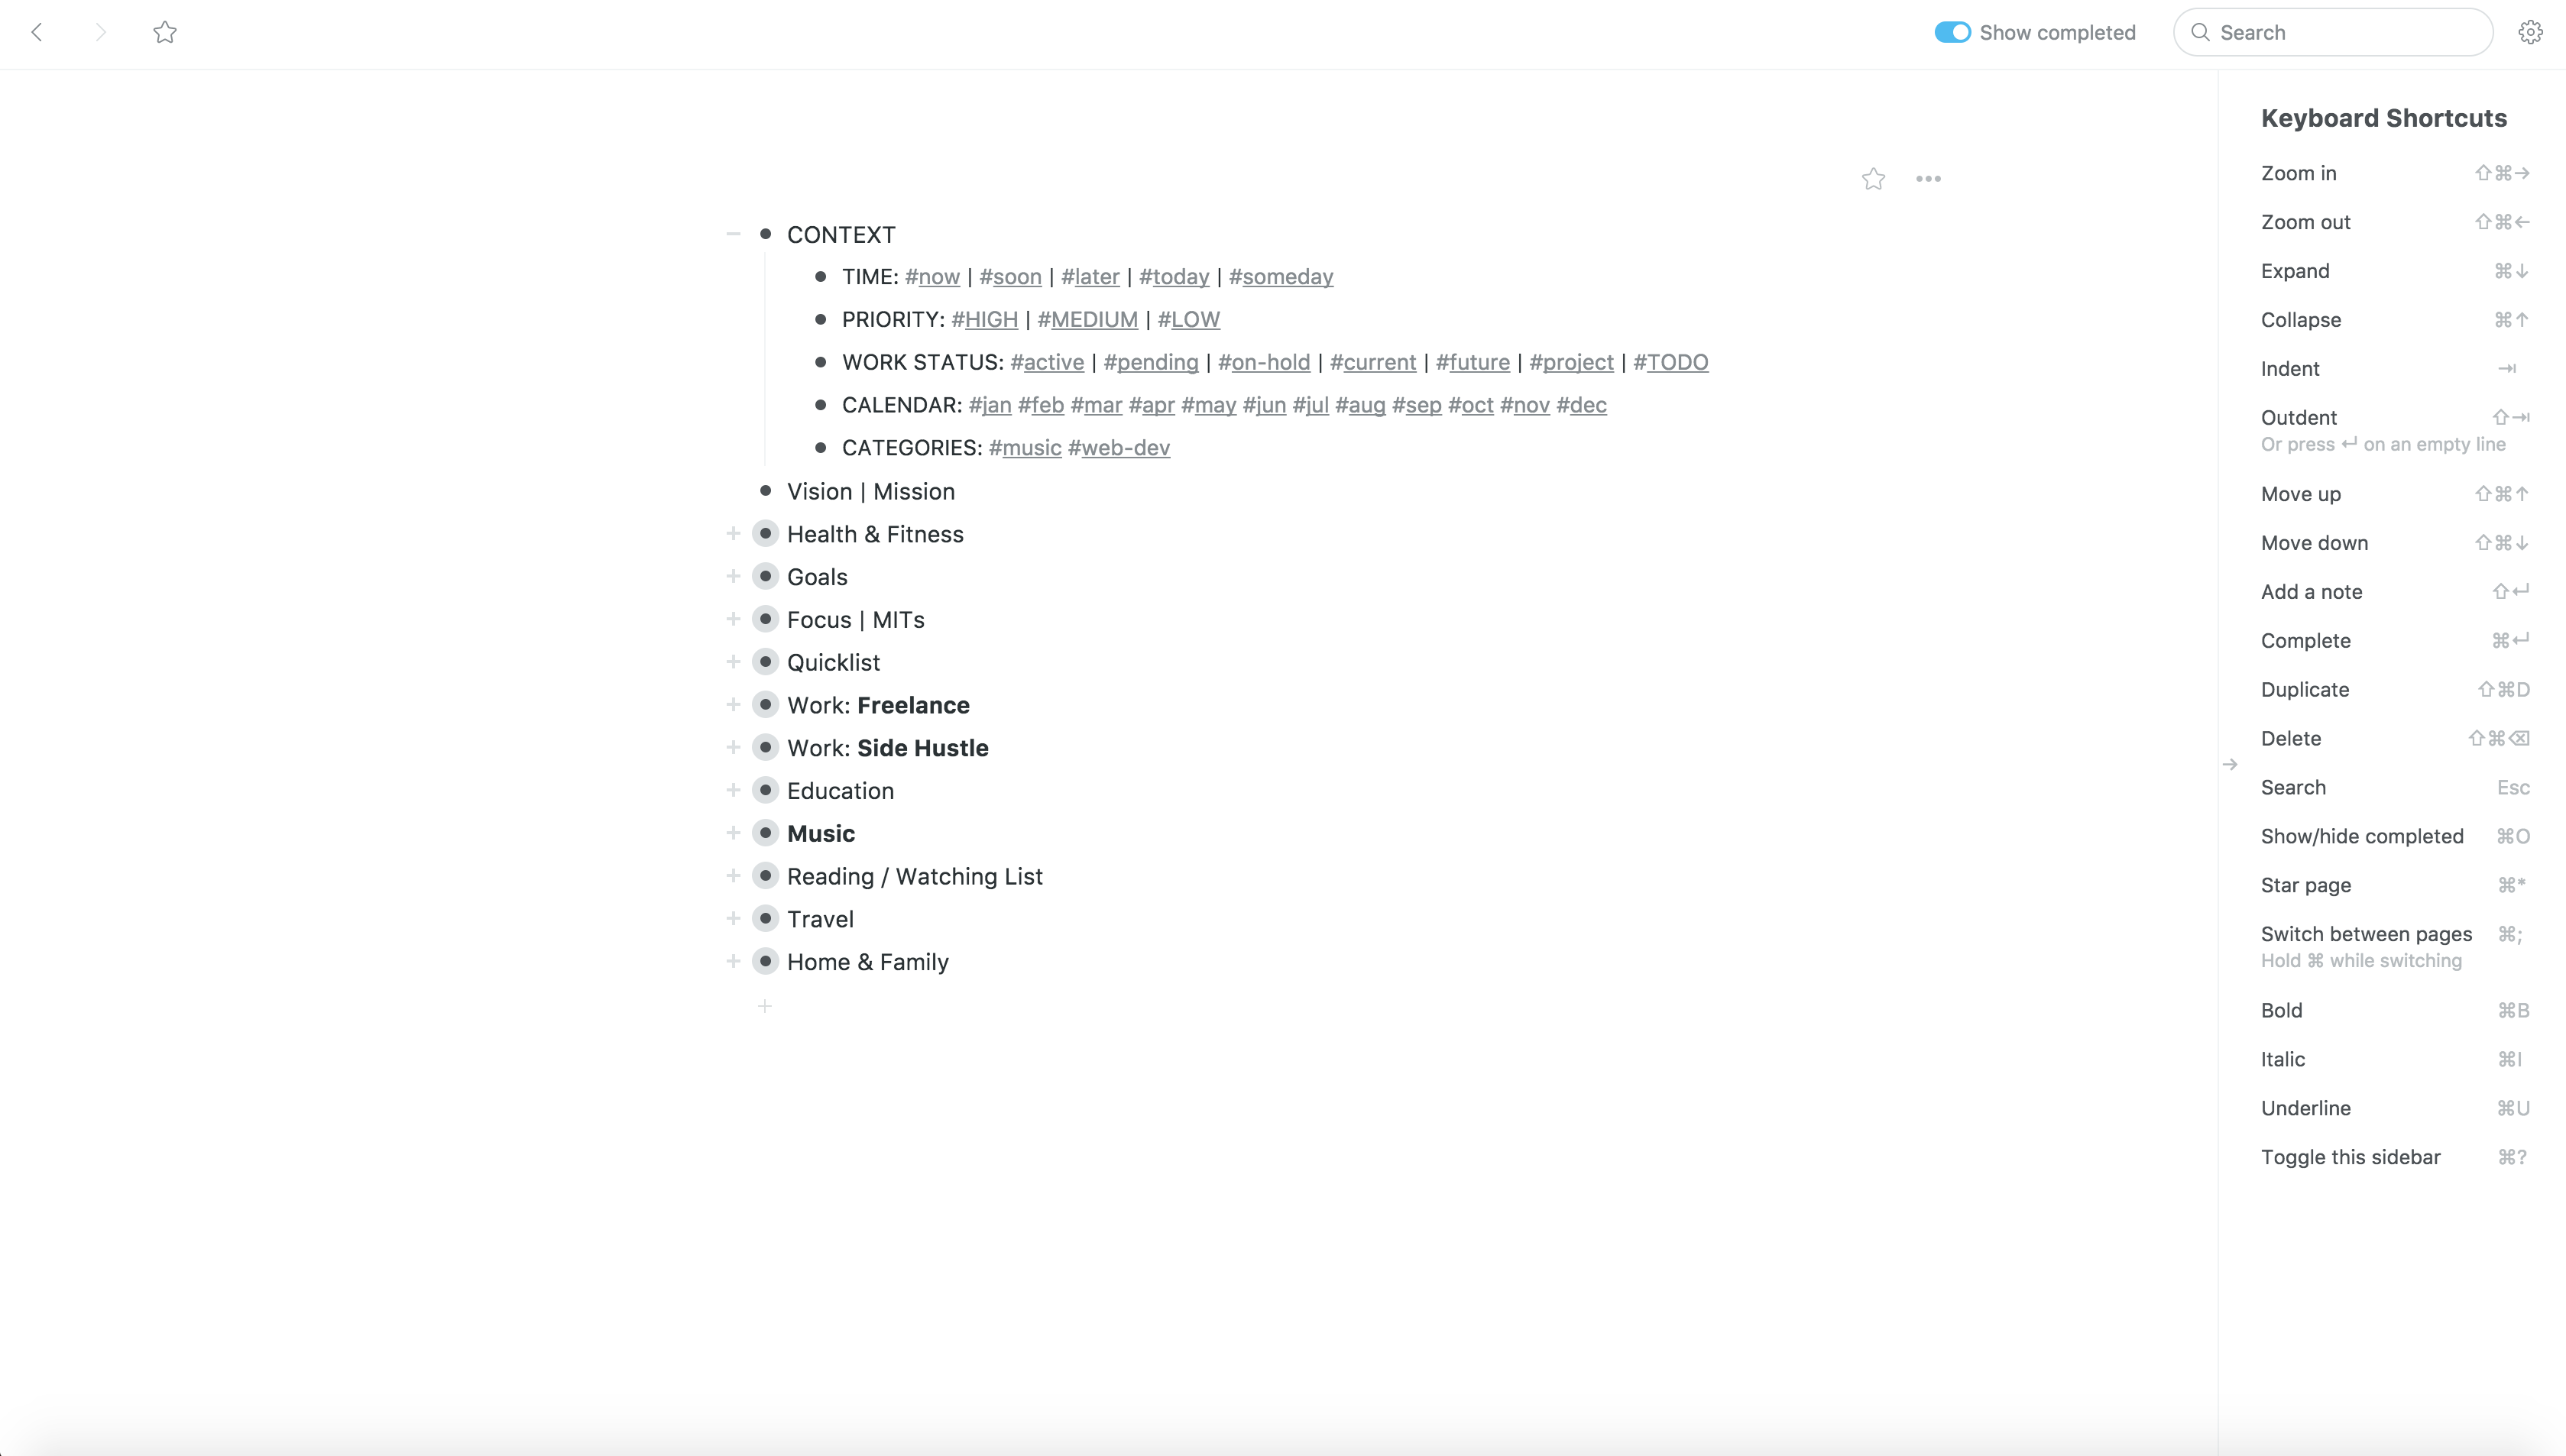 Show completed
Search
CONTEXT
TIME: #now | #soon | #later | #today | #someday
PRIORITY: #HIGH | #MEDIUM | #LOW
WORK STATUS: #active | #pending | #on-hold | #current | #future | #project | #TODO
CALENDAR: #jan #feb #mar #apr #may #jun #jul #aug #sep #oct #nov #dec
CATEGORIES: #music #web-dev
Vision | Mission
Health & Fitness
Goals
Focus | MITs
Quicklist
Work: Freelance
Work: Side Hustle
Education
Music
Reading / Watching List
Travel
Home & Family
Keyboard Shortcuts
Zoom in ⇧⌘→
Zoom out ⇧⌘←
Expand ⌘↓
Collapse ⌘↑
Indent ⇥
Outdent ⇧⇥
Or press ↵ on an empty line
Move up ⇧⌘↑
Move down ⇧⌘↓
Add a note ⇧↵
Complete ⌘↵
Duplicate ⇧⌘D
Delete ⇧⌘⌫
Search Esc
Show/hide completed ⌘O
Star page ⌘*
Switch between pages ⌘;
Hold ⌘ while switching
Bold ⌘B
Italic ⌘I
Underline ⌘U
Toggle this sidebar ⌘?